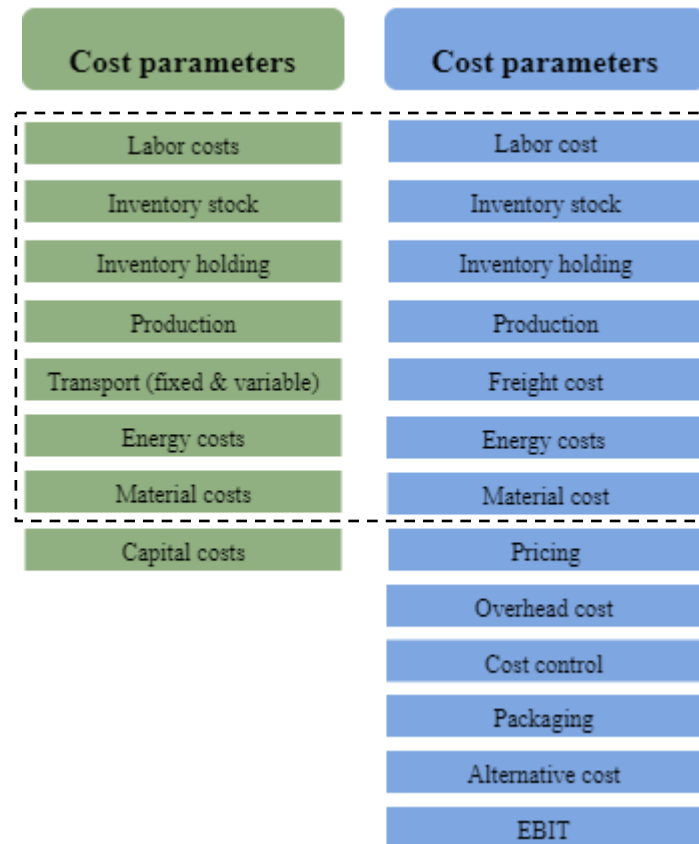 Cost parameters
Labor costs
Inventory stock
Inventory holding
Production
Transport (fixed & variable)
Energy costs
Material costs
Capital costs
Cost parameters
Labor cost
Inventory stock
Inventory holding
Production
Freight cost
Energy costs
Material cost
Pricing
Overhead cost
Cost control
Packaging
Alternative cost
EBIT